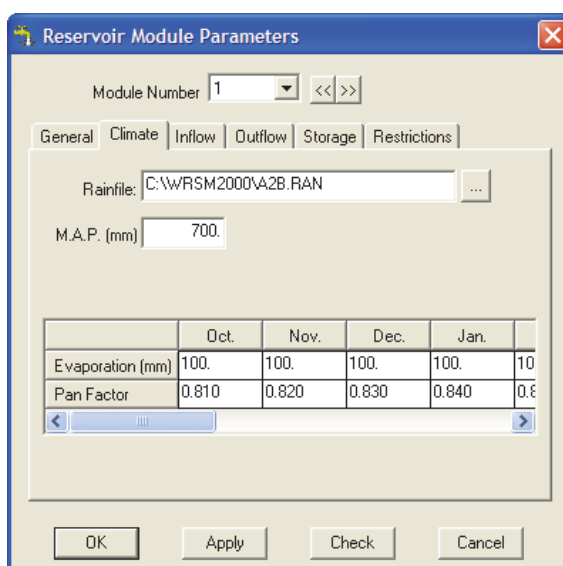 Reservoir Module Parameters
Module Number 1 << >>
General Climate Inflow Outflow Storage Restrictions
Rainfile: C:\WRSM2000\A2B.RAN ...
M.A.P. (mm) 700.
Oct. Nov. Dec. Jan.
Evaporation (mm) 100. 100. 100. 100. 10
Pan Factor 0.810 0.820 0.830 0.840
OK Apply Check Cancel